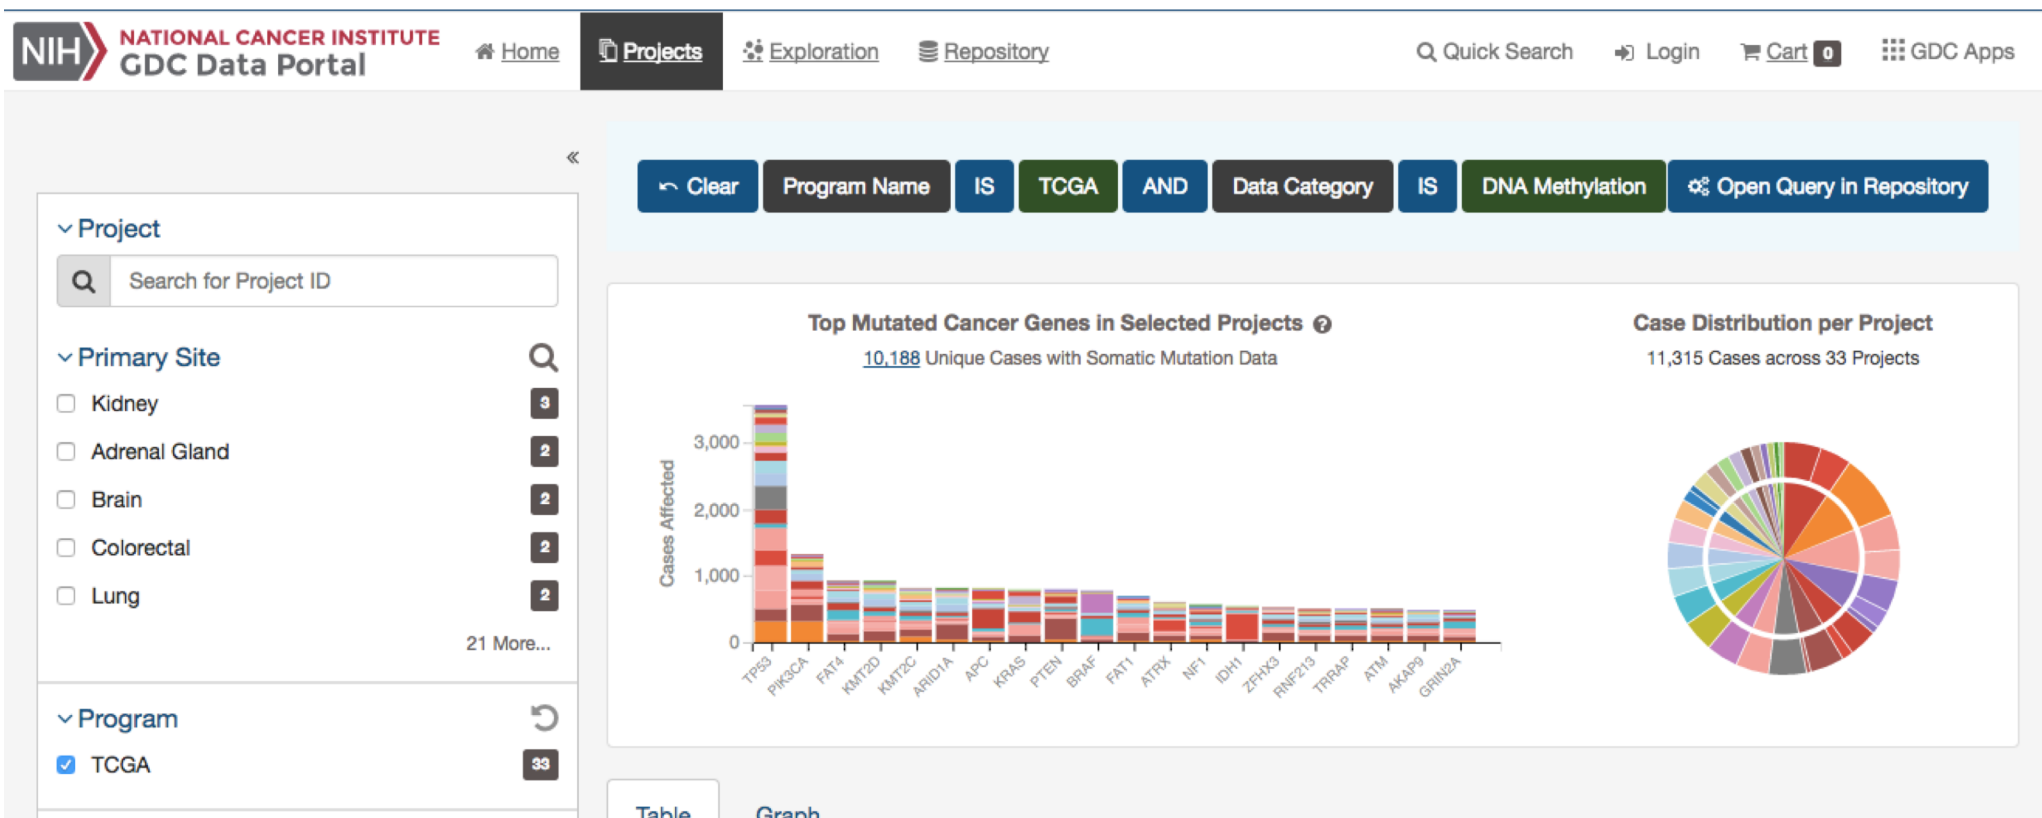 NIH NATIONAL CANCER INSTITUTE
GDC Data Portal
Home Projects Exploration Repository Quick Search Login Cart 0 GDC Apps
«
Clear Program Name IS TCGA AND Data Category IS DNA Methylation Open Query in Repository
Project
Search for Project ID
Primary Site
Kidney 3
Adrenal Gland 2
Brain 2
Colorectal 2
Lung 2
21 More...
Program
TCGA 33
Top Mutated Cancer Genes in Selected Projects
10,188 Unique Cases with Somatic Mutation Data
Cases Affected
3,000
2,000
1,000
0
TP53 PIK3CA FAT4 KMT2D KMT2C ARID1A APC KRAS PTEN BRAF FAT1 ATRX NF1 IDH1 ZFHX3 RNF213 TRRAP ATM AKAP9 GRIN2A
Case Distribution per Project
11,315 Cases across 33 Projects
Table Graph